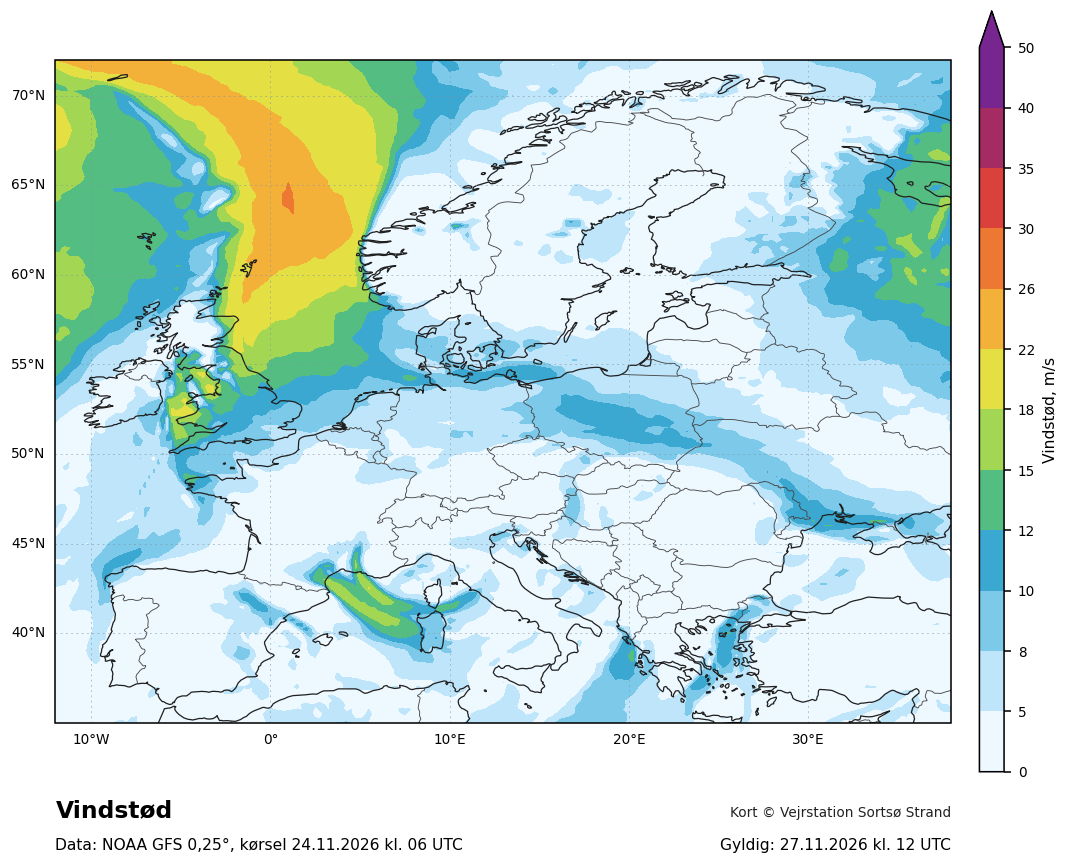 50
40
35
30
26
22
18
15
12
10
8
5
0
Vindstød, m/s
70°N
65°N
60°N
55°N
50°N
45°N
40°N
10°W 0° 10°E 20°E 30°E
Vindstød
Kort © Vejrstation Sortsø Strand
Data: NOAA GFS 0,25°, kørsel 24.11.2026 kl. 06 UTC
Gyldig: 27.11.2026 kl. 12 UTC